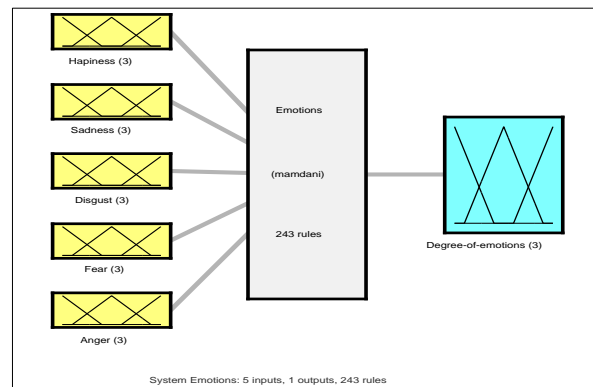 Hapiness (3)
Sadness (3)
Disgust (3)
Fear (3)
Anger (3)
Emotions
(mamdani)
243 rules
Degree-of-emotions (3)
System Emotions: 5 inputs, 1 outputs, 243 rules